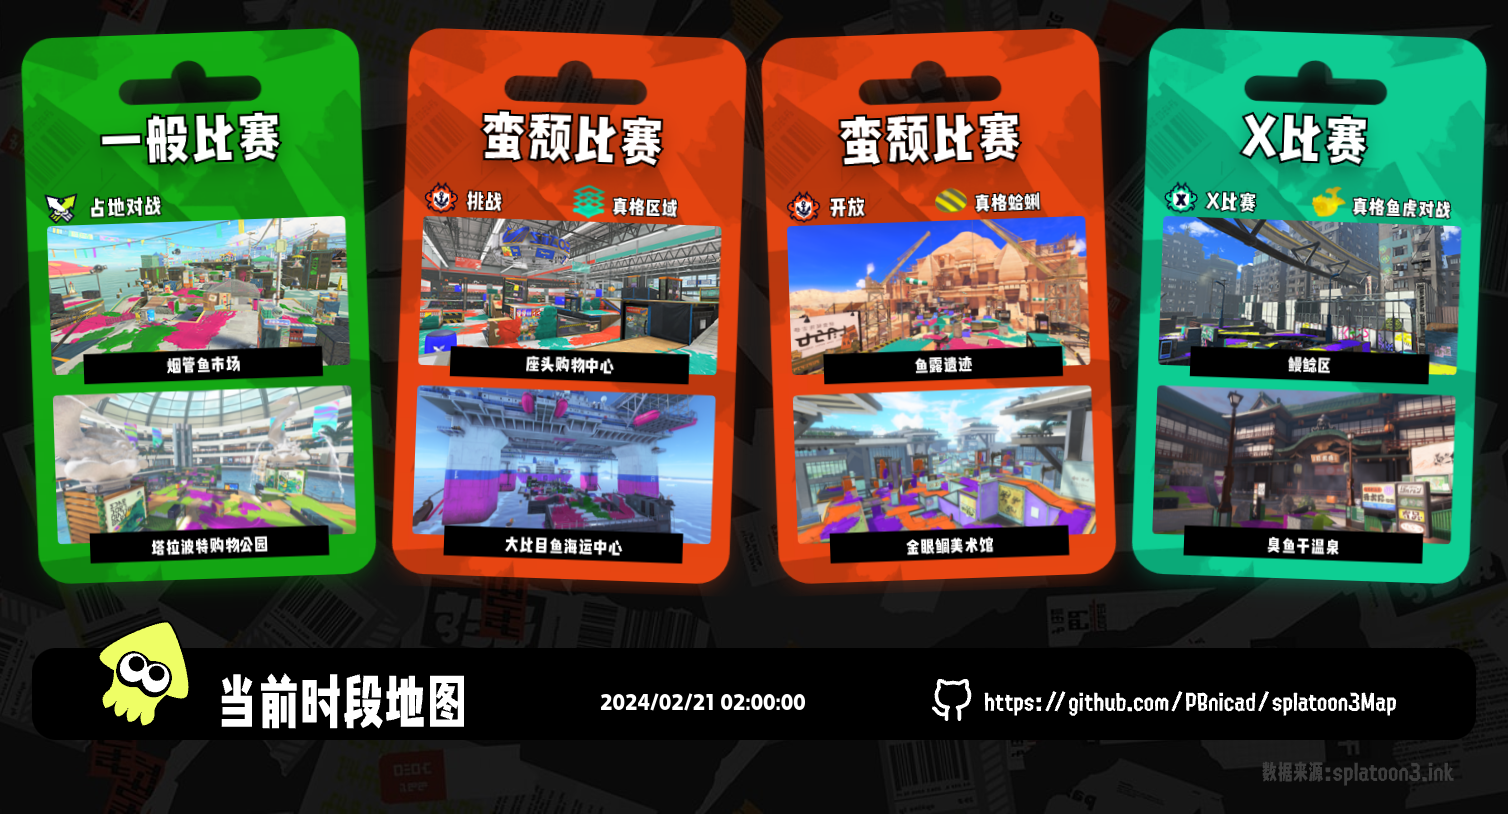 一般比赛
占地对战
烟管鱼市场
塔拉波特购物公园
蛮颓比赛
挑战
真格区域
座头购物中心
大比目鱼海运中心
蛮颓比赛
开放
真格蛤蜊
鱼露遗迹
金眼鲷美术馆
X比赛
X比赛
真格鱼虎对战
鳗鲶区
臭鱼干温泉
当前时段地图
2024/02/21 02:00:00
https://github.com/PBnicad/splatoon3Map
数据来源:splatoon3.ink